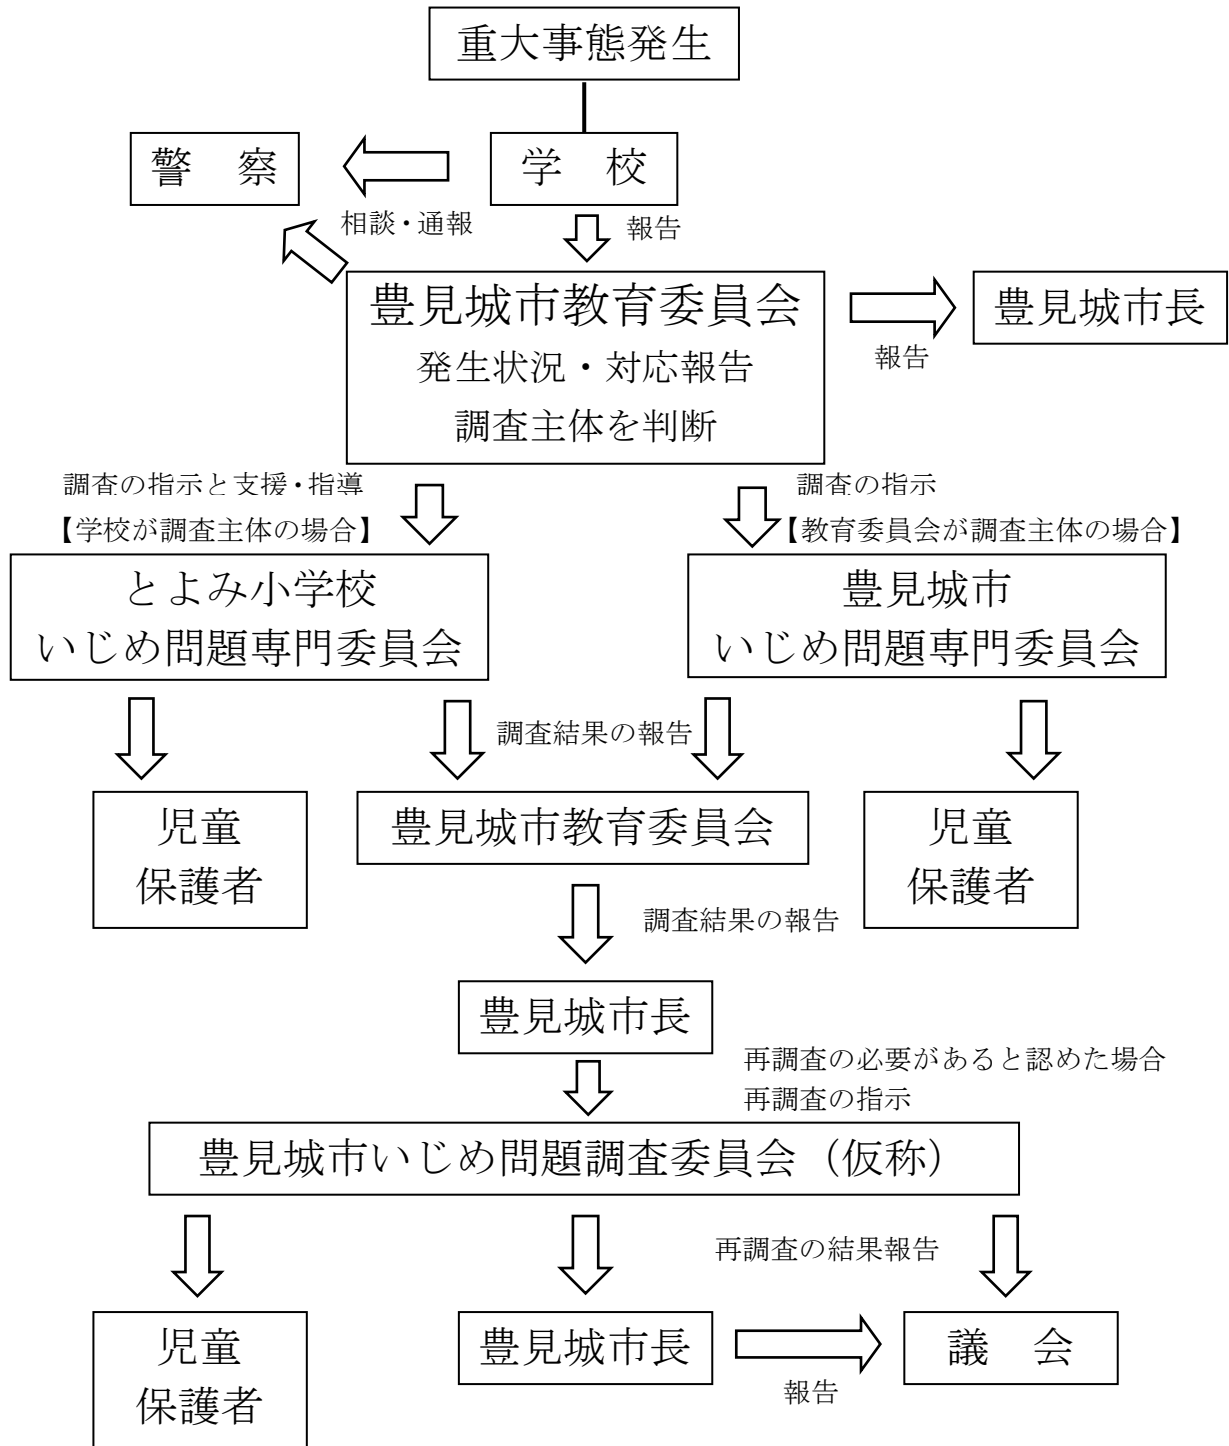 重大事態発生
警　察
学　校
相談・通報
報告
豊見城市教育委員会
発生状況・対応報告
調査主体を判断
豊見城市長
報告
調査の指示と支援・指導
【学校が調査主体の場合】
調査の指示
【教育委員会が調査主体の場合】
とよみ小学校
いじめ問題専門委員会
豊見城市
いじめ問題専門委員会
調査結果の報告
児童
保護者
豊見城市教育委員会
児童
保護者
調査結果の報告
豊見城市長
再調査の必要があると認めた場合
再調査の指示
豊見城市いじめ問題調査委員会（仮称）
再調査の結果報告
児童
保護者
豊見城市長
報告
議　会